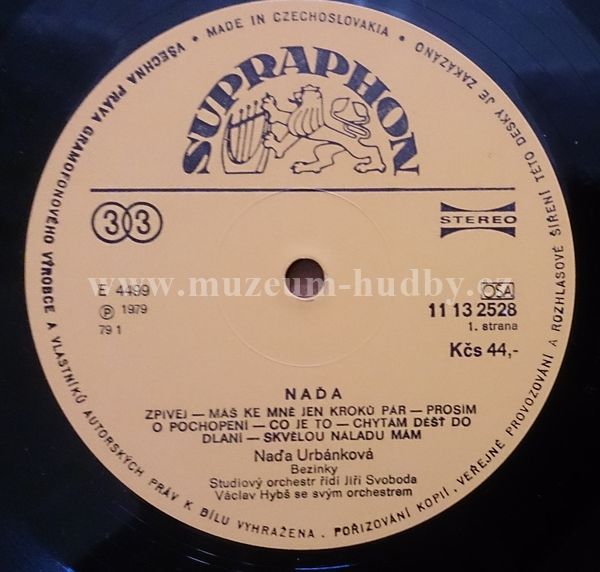 VŠECHNA PRÁVA GRAMOFONOVÉHO VÝROBCE A VLASTNÍKŮ AUTORSKÝCH PRÁV K DÍLU VYHRAŽENA. POŘIZOVÁNÍ KOPIÍ, VEŘEJNÉ PROVOZOVÁNÍ A ROZHLASOVÉ ŠÍŘENÍ TÉTO DESKY JE ZAKÁZÁNO
• MADE IN CZECHOSLOVAKIA •
SUPRAPHON
33
STEREO
www.muzeum-hudby.cz
E 4499
OSA
℗ 1979
11 13 2528
79 1
1. strana
Kčs 44,-
NAĎA
ZPÍVEJ — MÁŠ KE MNĚ JEN KROKŮ PÁR — PROSÍM
O POCHOPENÍ — CO JE TO — CHYTÁM DÉŠŤ DO
DLANÍ — SKVĚLOU NÁLADU MÁM
Naďa Urbánková
Bezinky
Studiový orchestr řídí Jiří Svoboda
Václav Hybš se svým orchestrem